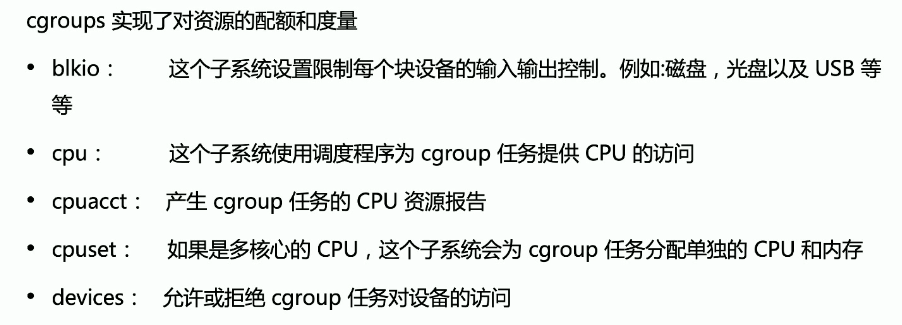 cgroups 实现了对资源的配额和度量
• blkio： 这个子系统设置限制每个块设备的输入输出控制。例如:磁盘，光盘以及 USB 等
等
• cpu： 这个子系统使用调度程序为 cgroup 任务提供 CPU 的访问
• cpuacct： 产生 cgroup 任务的 CPU 资源报告
• cpuset： 如果是多核心的 CPU，这个子系统会为 cgroup 任务分配单独的 CPU 和内存
• devices： 允许或拒绝 cgroup 任务对设备的访问